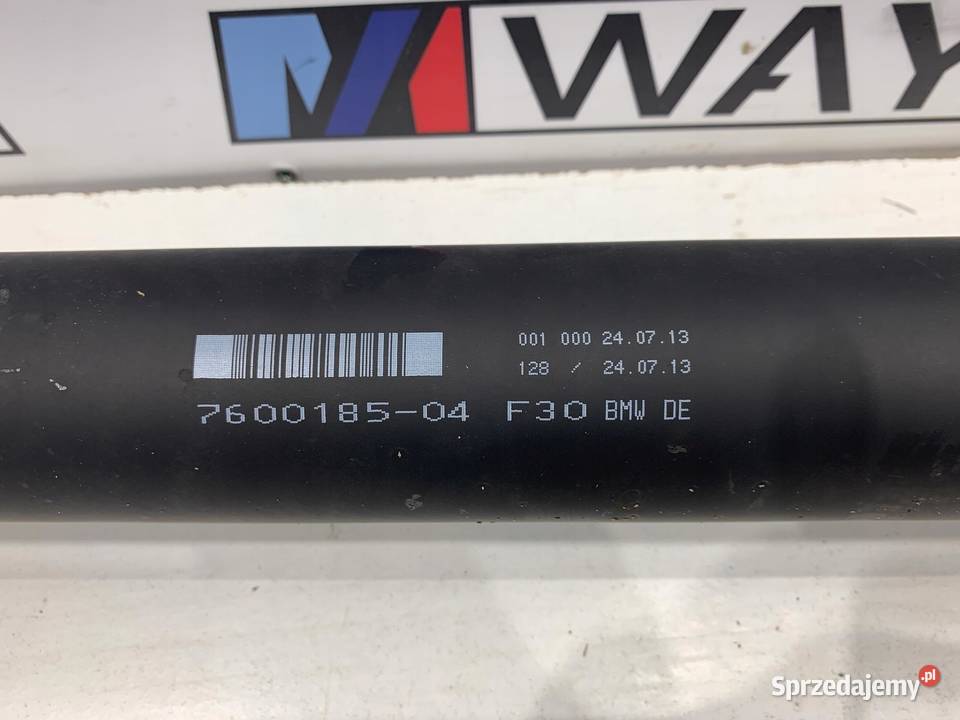 WAY
001 000 24.07.13
128 / 24.07.13
7600185-04 F30 BMW DE
Sprzedajemy.pl